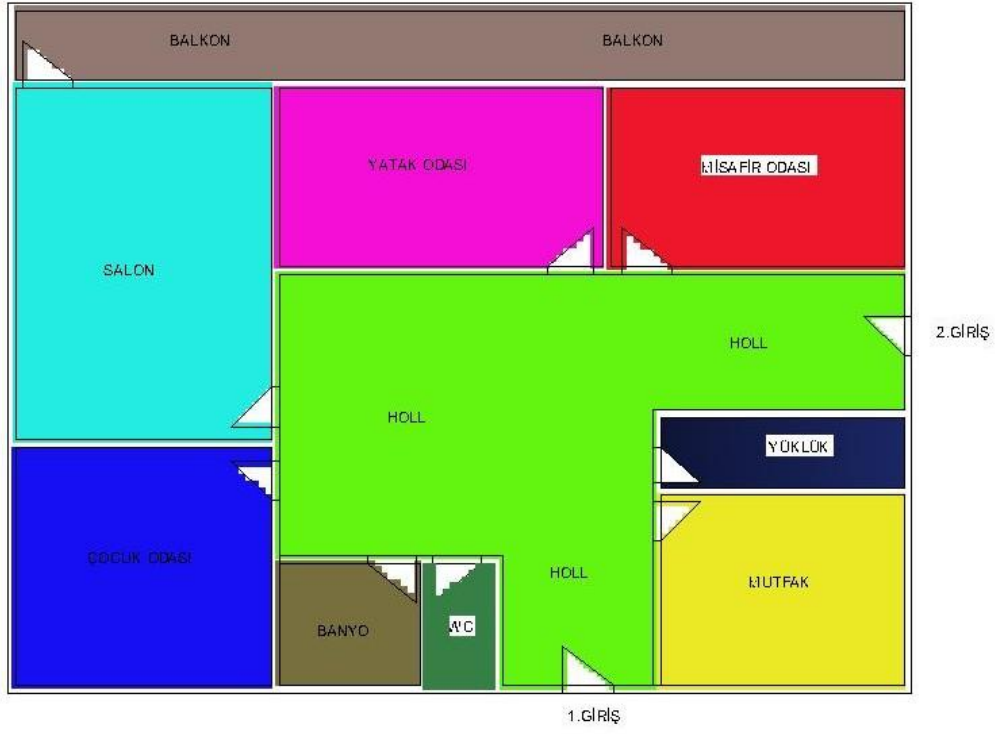 BALKON
BALKON
YATAK ODASI
MİSAFİR ODASI
SALON
2.GİRİŞ
HOLL
HOLL
YÜKLÜK
ÇOCUK ODASI
HOLL
MUTFAK
BANYO
WC
1.GİRİŞ